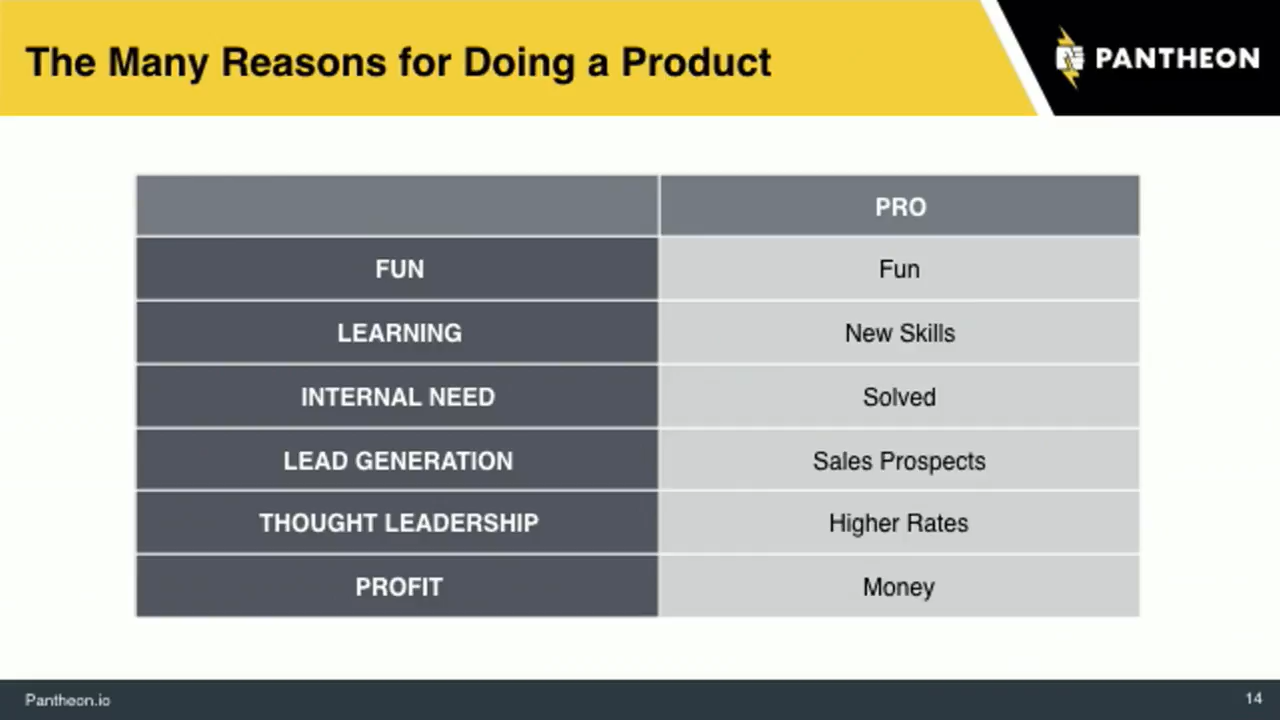 The Many Reasons for Doing a Product
PANTHEON
PRO
FUN Fun
LEARNING New Skills
INTERNAL NEED Solved
LEAD GENERATION Sales Prospects
THOUGHT LEADERSHIP Higher Rates
PROFIT Money
Pantheon.io 14